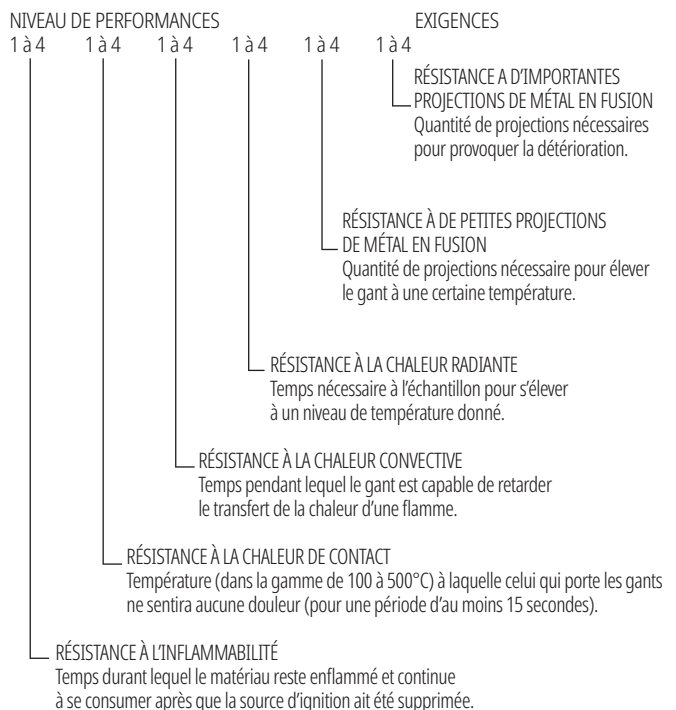 NIVEAU DE PERFORMANCES EXIGENCES
1 à 4 1 à 4 1 à 4 1 à 4 1 à 4 1 à 4
RÉSISTANCE A D'IMPORTANTES
PROJECTIONS DE MÉTAL EN FUSION
Quantité de projections nécessaires
pour provoquer la détérioration.
RÉSISTANCE À DE PETITES PROJECTIONS
DE MÉTAL EN FUSION
Quantité de projections nécessaire pour élever
le gant à une certaine température.
RÉSISTANCE À LA CHALEUR RADIANTE
Temps nécessaire à l'échantillon pour s'élever
à un niveau de température donné.
RÉSISTANCE À LA CHALEUR CONVECTIVE
Temps pendant lequel le gant est capable de retarder
le transfert de la chaleur d'une flamme.
RÉSISTANCE À LA CHALEUR DE CONTACT
Température (dans la gamme de 100 à 500°C) à laquelle celui qui porte les gants
ne sentira aucune douleur (pour une période d'au moins 15 secondes).
RÉSISTANCE À L'INFLAMMABILITÉ
Temps durant lequel le matériau reste enflammé et continue
à se consumer après que la source d'ignition ait été supprimée.